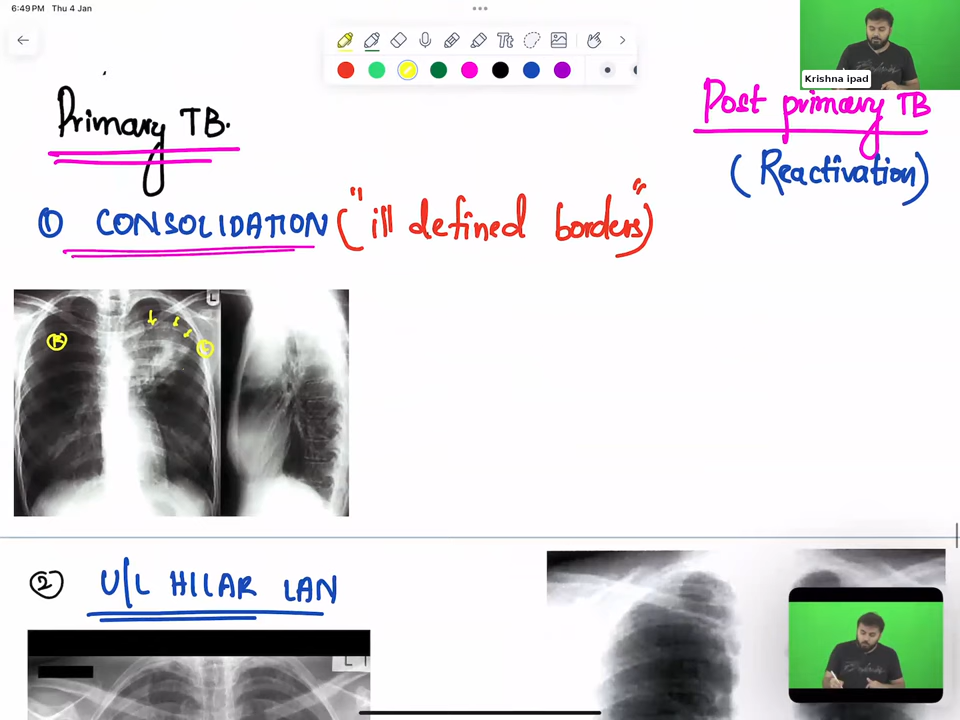 6:49 PM Thu 4 Jan
Tt
Krishna ipad
Primary TB.
Post primary TB
(Reactivation)
① CONSOLIDATION ("ill defined borders")
L
R
L
② U/L HILAR LAN
L